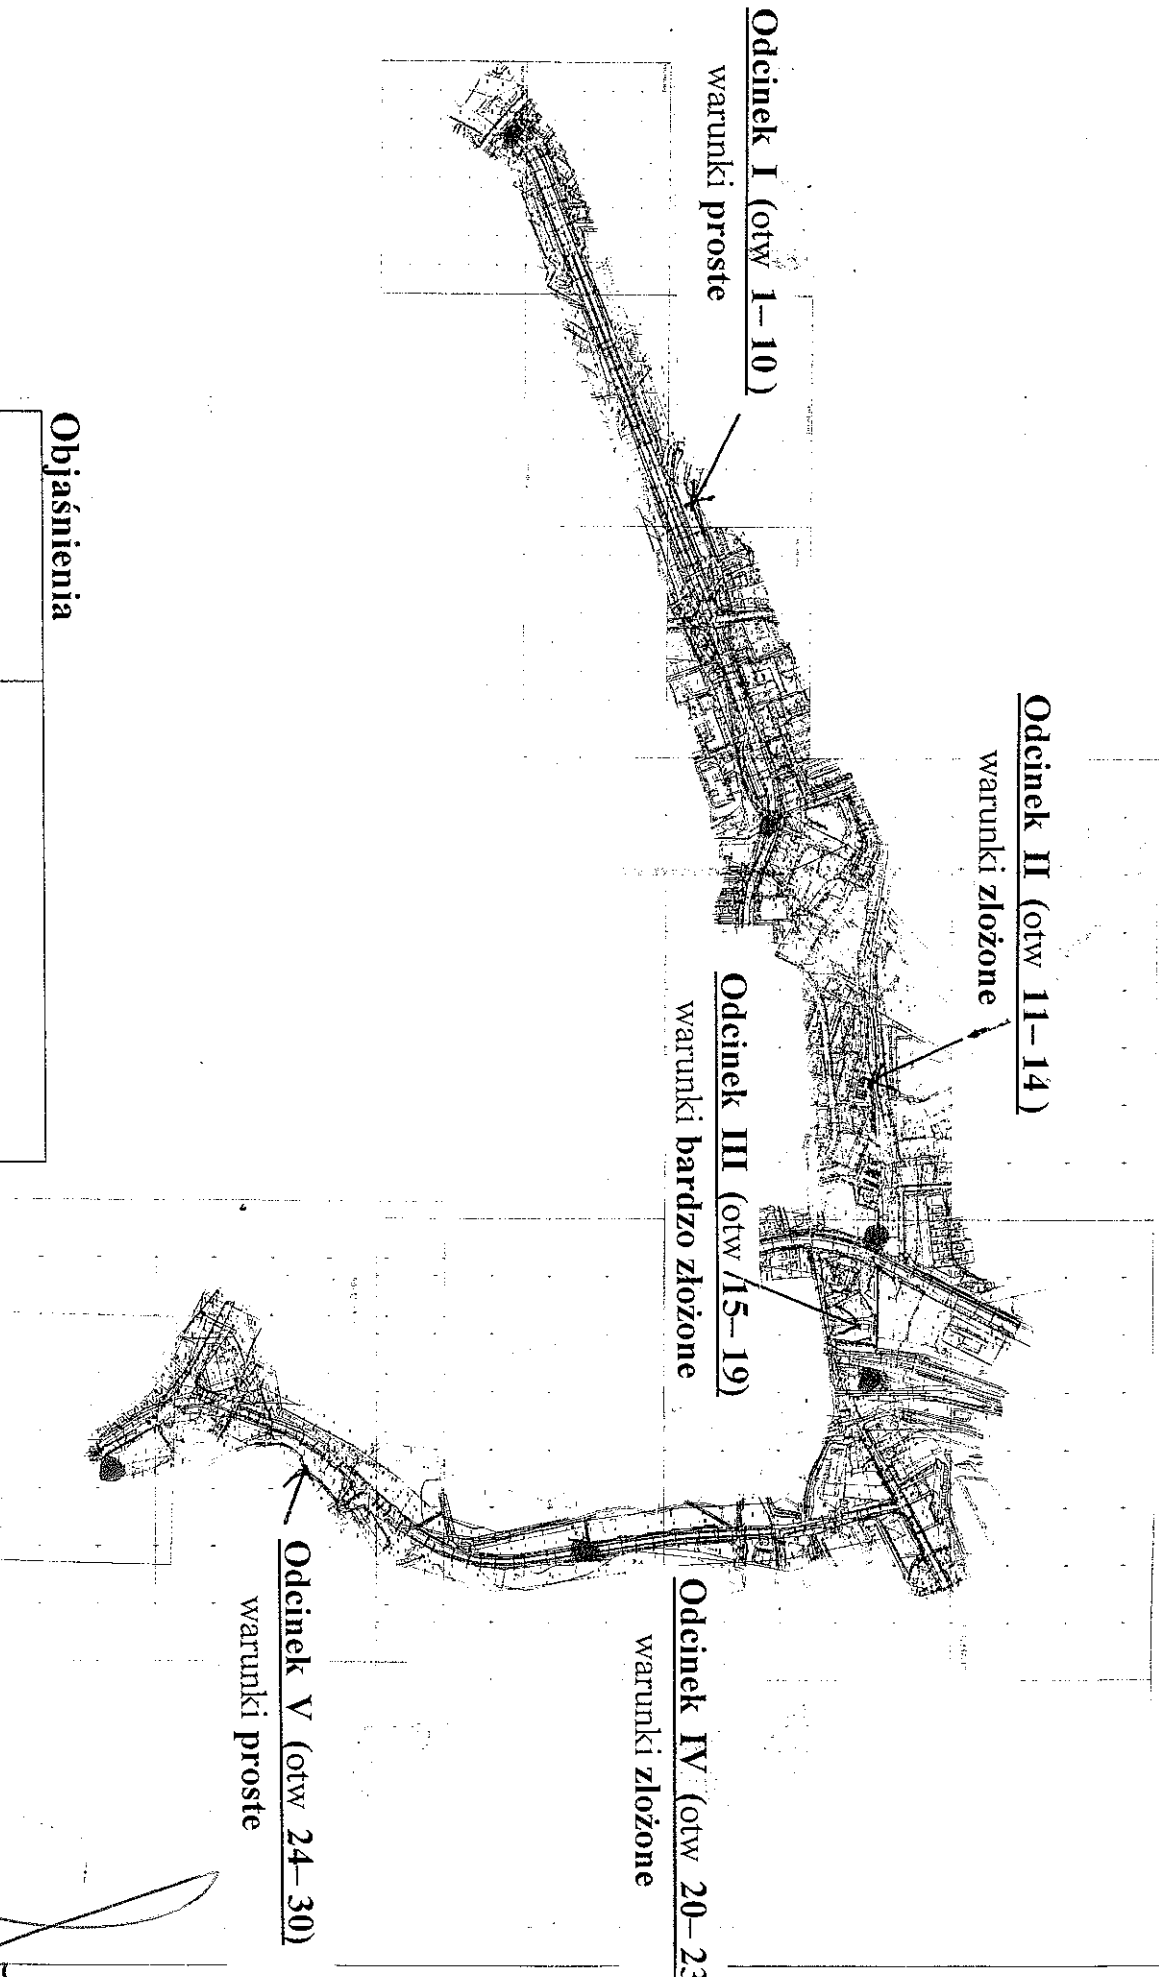 Odcinek I (otw 1–10 )
warunki proste
Odcinek II (otw 11–14 )
warunki złożone
Odcinek III (otw 15–19)
warunki bardzo złożone
Odcinek IV (otw 20–23
warunki złożone
Odcinek V (otw 24–30)
warunki proste
Objaśnienia